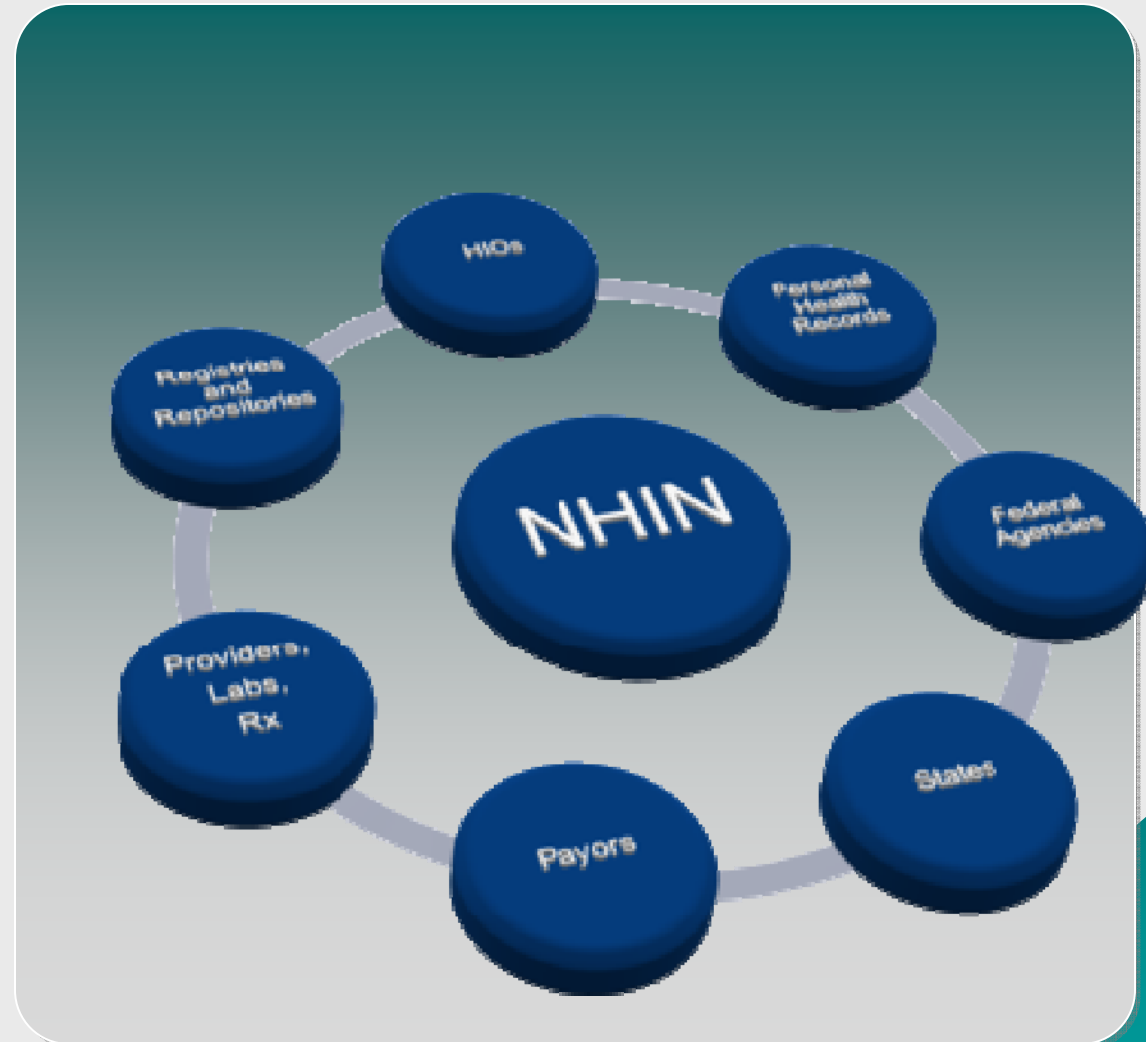 HIOs
Personal
Health
Records
Registries
and
Repositories
NHIN
Federal
Agencies
Providers,
Labs,
Rx
States
Payors